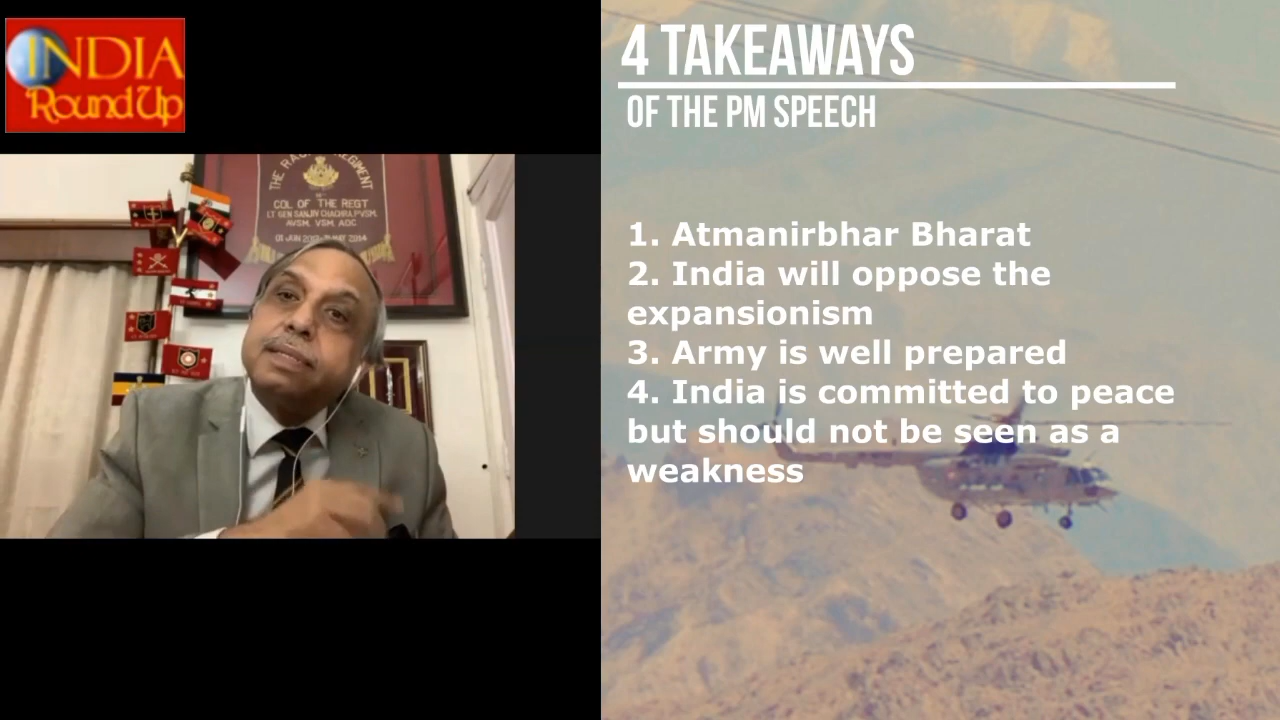 INDIA
Round Up
THE RAJPUT REGIMENT
COL OF THE REGT
LT GEN SANJIV CHACHRA, PVSM,
AVSM, VSM, ADC
4 TAKEAWAYS
OF THE PM SPEECH
1. Atmanirbhar Bharat
2. India will oppose the
expansionism
3. Army is well prepared
4. India is committed to peace
but should not be seen as a
weakness